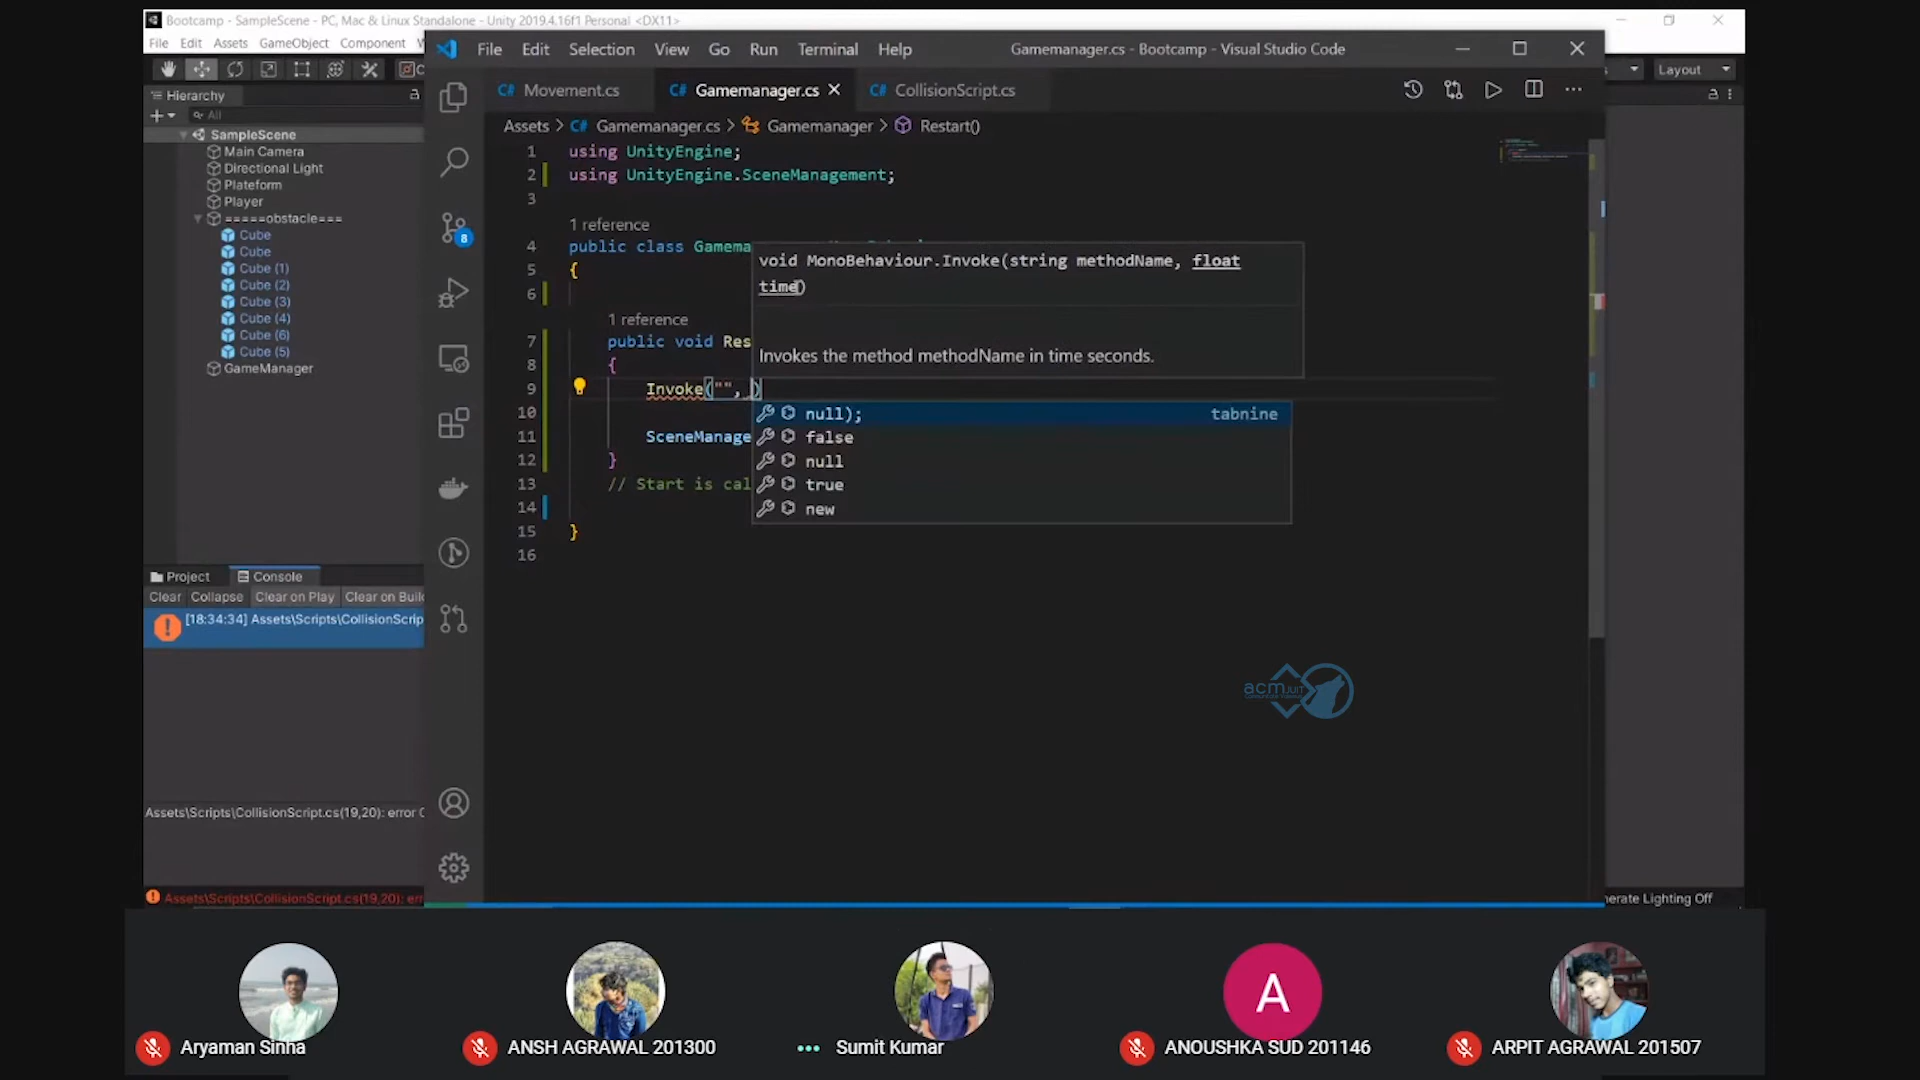 Bootcamp - SampleScene - PC, Mac & Linux Standalone - Unity 2019.4.16f1 Personal <DX11>
File Edit Assets GameObject Component
Layout
File Edit Selection View Go Run Terminal Help
Gamemanager.cs - Bootcamp - Visual Studio Code
Hierarchy
All
SampleScene
Main Camera
Directional Light
Plateform
Player
=====obstacle===
Cube
Cube
Cube (1)
Cube (2)
Cube (3)
Cube (4)
Cube (6)
Cube (5)
GameManager
8
C# Movement.cs
C# Gamemanager.cs
C# CollisionScript.cs
Assets > C# Gamemanager.cs > Gamemanager > Restart()
1 using UnityEngine;
2 using UnityEngine.SceneManagement;
3
1 reference
4 public class Gamema
5 {
6
1 reference
7 public void Res
8 {
9 Invoke("", )
10
11 SceneManage
12 }
13 // Start is cal
14
15 }
16
void MonoBehaviour.Invoke(string methodName, float
time)
Invokes the method methodName in time seconds.
null); tabnine
false
null
true
new
Project Console
Clear Collapse Clear on Play Clear on Build
[18:34:34] Assets\Scripts\CollisionScrip
Assets\Scripts\CollisionScript.cs(19,20): error C
Assets\Scripts\CollisionScript.cs(19,20): err
nerate Lighting Off
acm JUIT
Aryaman Sinha
ANSH AGRAWAL 201300
Sumit Kumar
A
ANOUSHKA SUD 201146
ARPIT AGRAWAL 201507